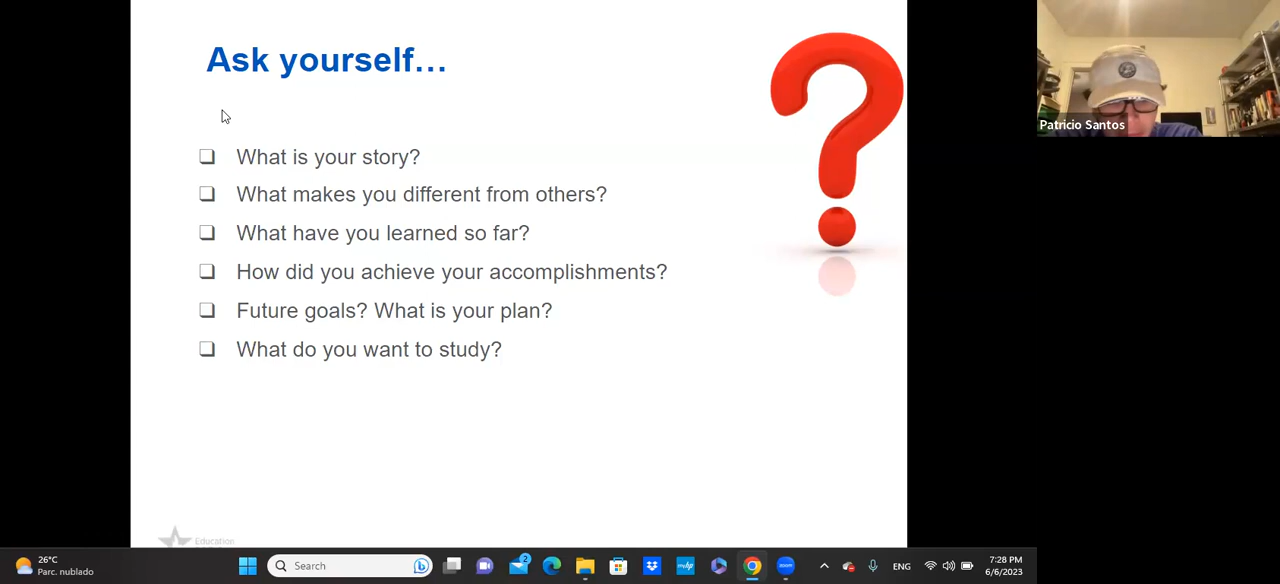 Ask yourself...
Patricio Santos
❑ What is your story?
❑ What makes you different from others?
❑ What have you learned so far?
❑ How did you achieve your accomplishments?
❑ Future goals? What is your plan?
❑ What do you want to study?
Education
26°C
Parc. nublado
Search
2
zoom
ENG
7:28 PM
6/6/2023